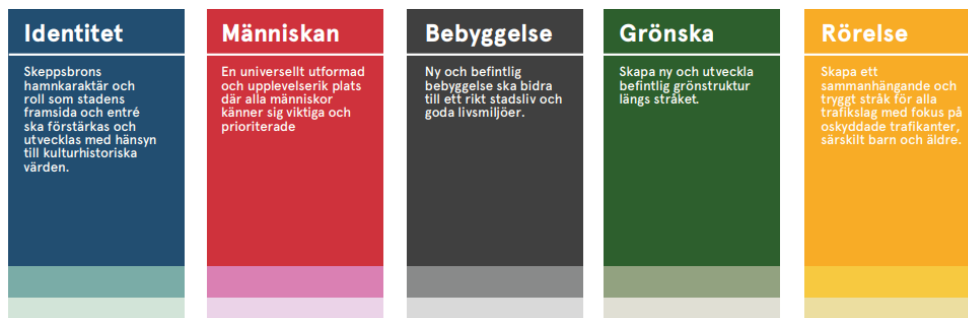 Identitet
Skeppsbrons
hamnkaraktär och
roll som stadens
framsida och entré
ska förstärkas och
utvecklas med hänsyn
till kulturhistoriska
värden.
Människan
En universellt utformad
och upplevelserik plats
där alla människor
känner sig viktiga och
prioriterade
Bebyggelse
Ny och befintlig
bebyggelse ska bidra
till ett rikt stadsliv och
goda livsmiljöer.
Grönska
Skapa ny och utveckla
befintlig grönstruktur
längs stråket.
Rörelse
Skapa ett
sammanhängande och
tryggt stråk för alla
trafikslag med fokus på
oskyddade trafikanter,
särskilt barn och äldre.